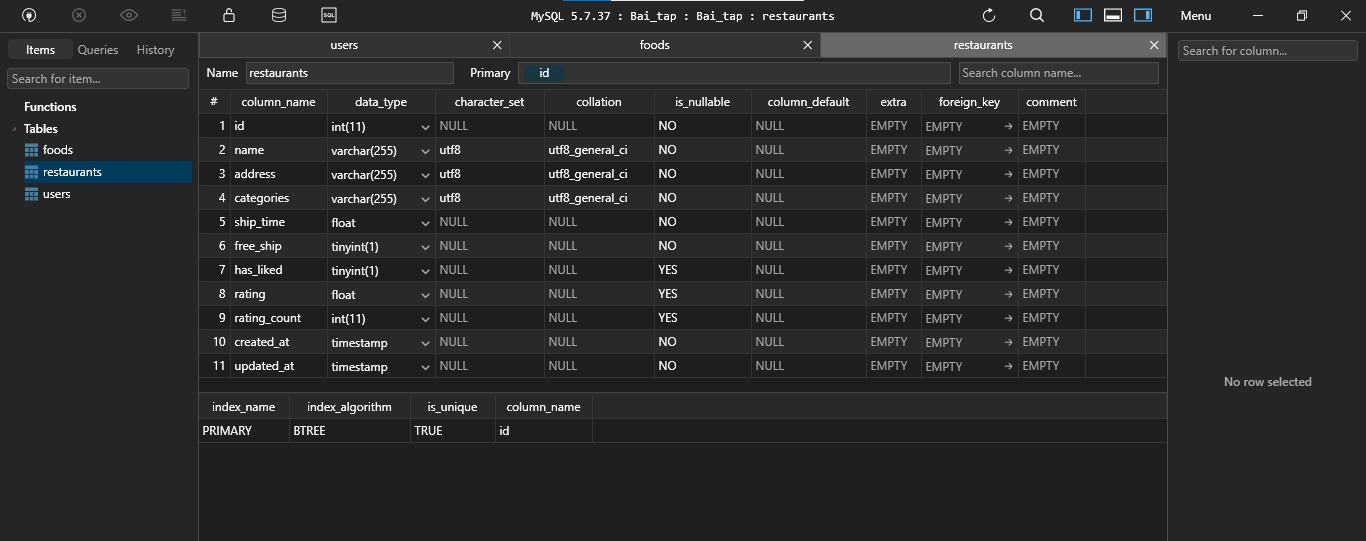 SQL MySQL 5.7.37 : Bai_tap : Bai_tap : restaurants Menu
Items Queries History
Search for item...
Functions
Tables
foods
restaurants
users
users foods restaurants
Name restaurants Primary id Search column name...
# column_name data_type character_set collation is_nullable column_default extra foreign_key comment
1 id int(11) NULL NULL NO NULL EMPTY EMPTY EMPTY
2 name varchar(255) utf8 utf8_general_ci NO NULL EMPTY EMPTY EMPTY
3 address varchar(255) utf8 utf8_general_ci NO NULL EMPTY EMPTY EMPTY
4 categories varchar(255) utf8 utf8_general_ci NO NULL EMPTY EMPTY EMPTY
5 ship_time float NULL NULL NO NULL EMPTY EMPTY EMPTY
6 free_ship tinyint(1) NULL NULL NO NULL EMPTY EMPTY EMPTY
7 has_liked tinyint(1) NULL NULL YES NULL EMPTY EMPTY EMPTY
8 rating float NULL NULL YES NULL EMPTY EMPTY EMPTY
9 rating_count int(11) NULL NULL YES NULL EMPTY EMPTY EMPTY
10 created_at timestamp NULL NULL NO NULL EMPTY EMPTY EMPTY
11 updated_at timestamp NULL NULL NO NULL EMPTY EMPTY EMPTY
index_name index_algorithm is_unique column_name
PRIMARY BTREE TRUE id
Search for column...
No row selected